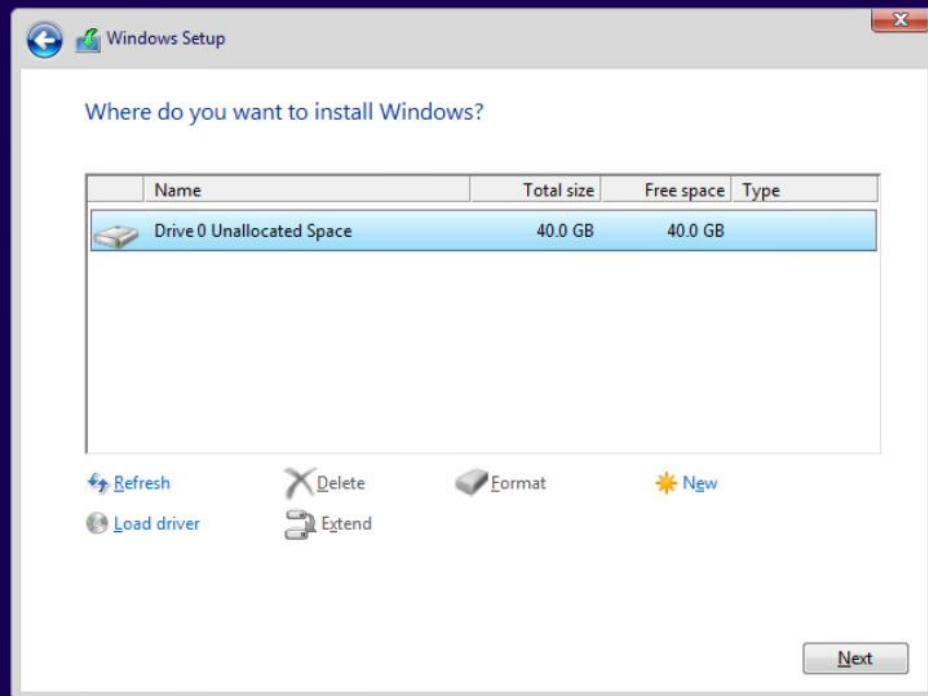 Windows Setup
Where do you want to install Windows?
Name Total size Free space Type
Drive 0 Unallocated Space 40.0 GB 40.0 GB
Refresh Delete Format New
Load driver Extend
Next